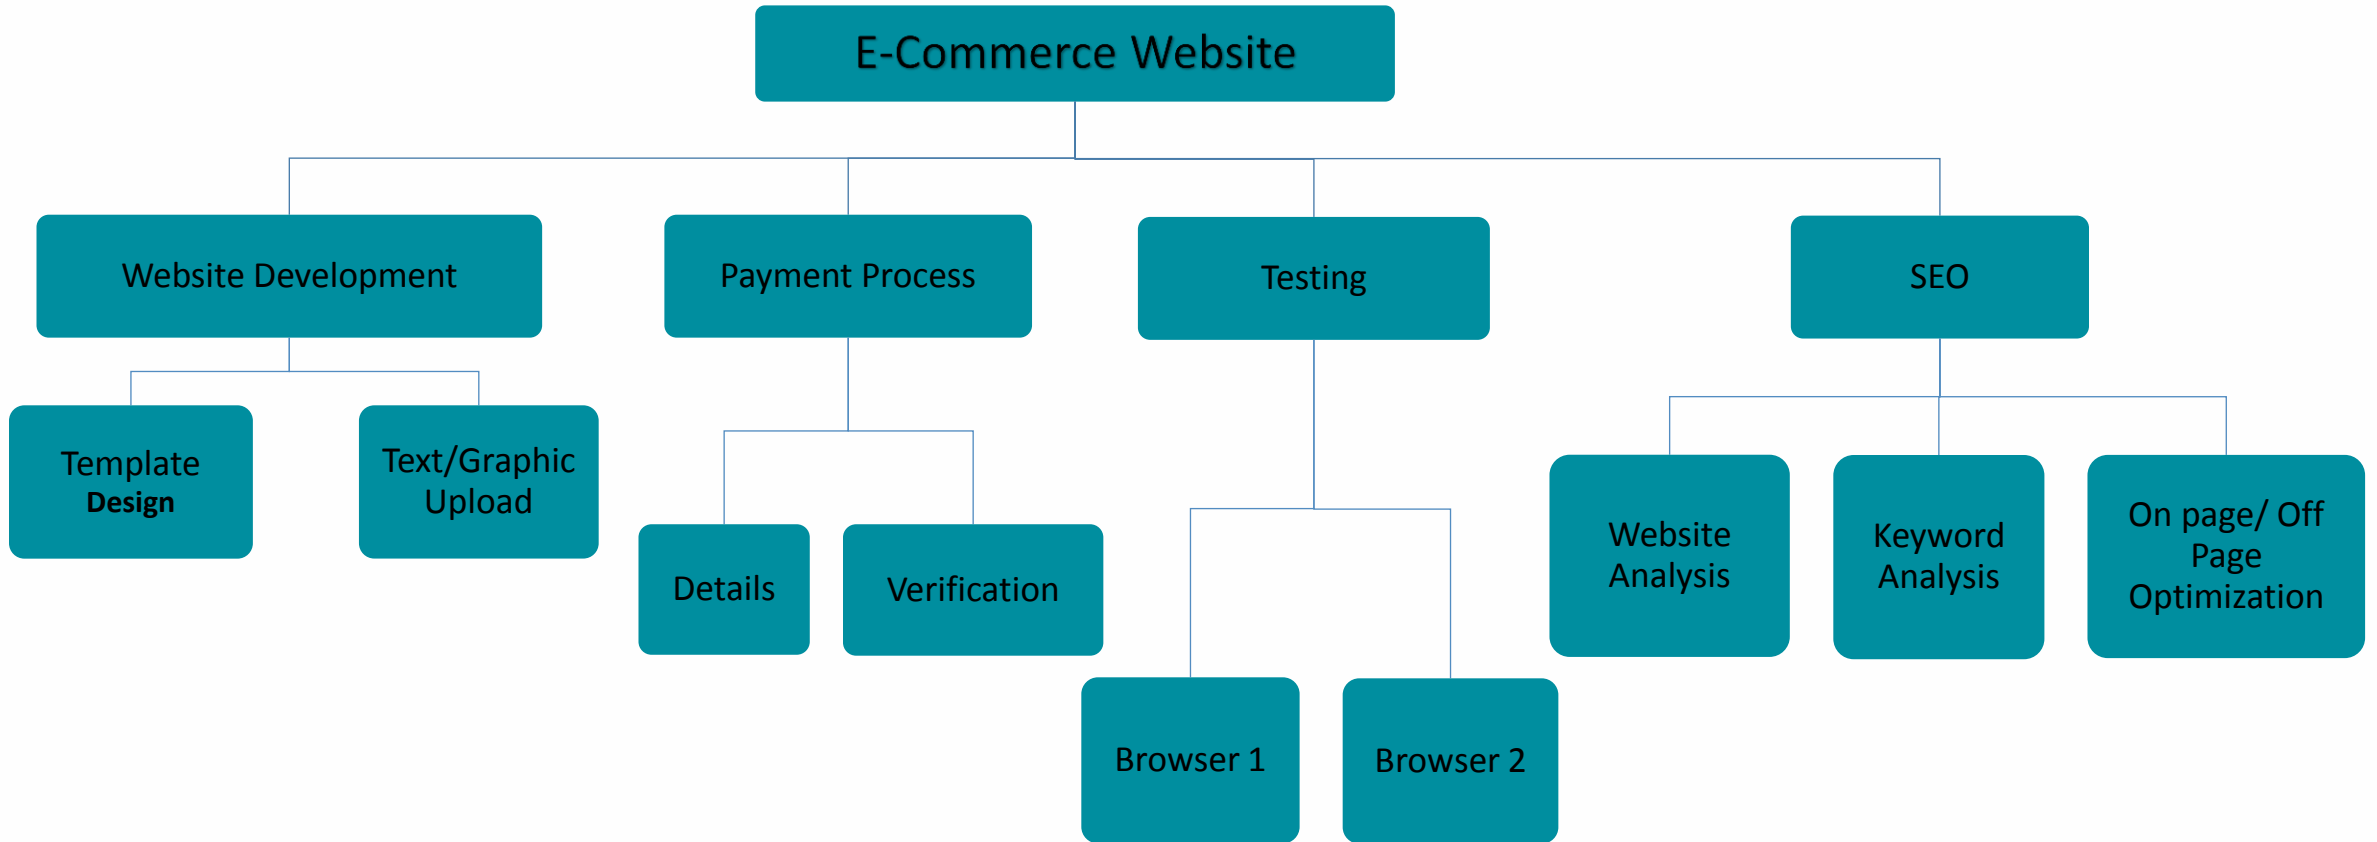 E-Commerce Website
Website Development
Payment Process
Testing
SEO
Template
Design
Text/Graphic
Upload
Details
Verification
Browser 1
Browser 2
Website
Analysis
Keyword
Analysis
On page/ Off
Page
Optimization